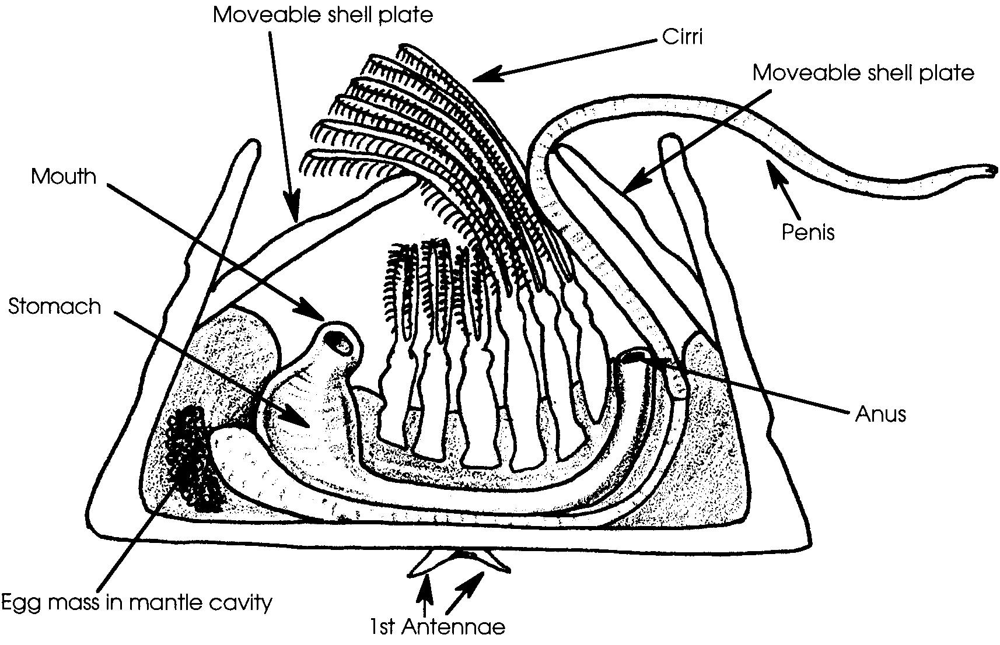 Moveable shell plate
Cirri
Moveable shell plate
Mouth
Penis
Stomach
Anus
Egg mass in mantle cavity
1st Antennae